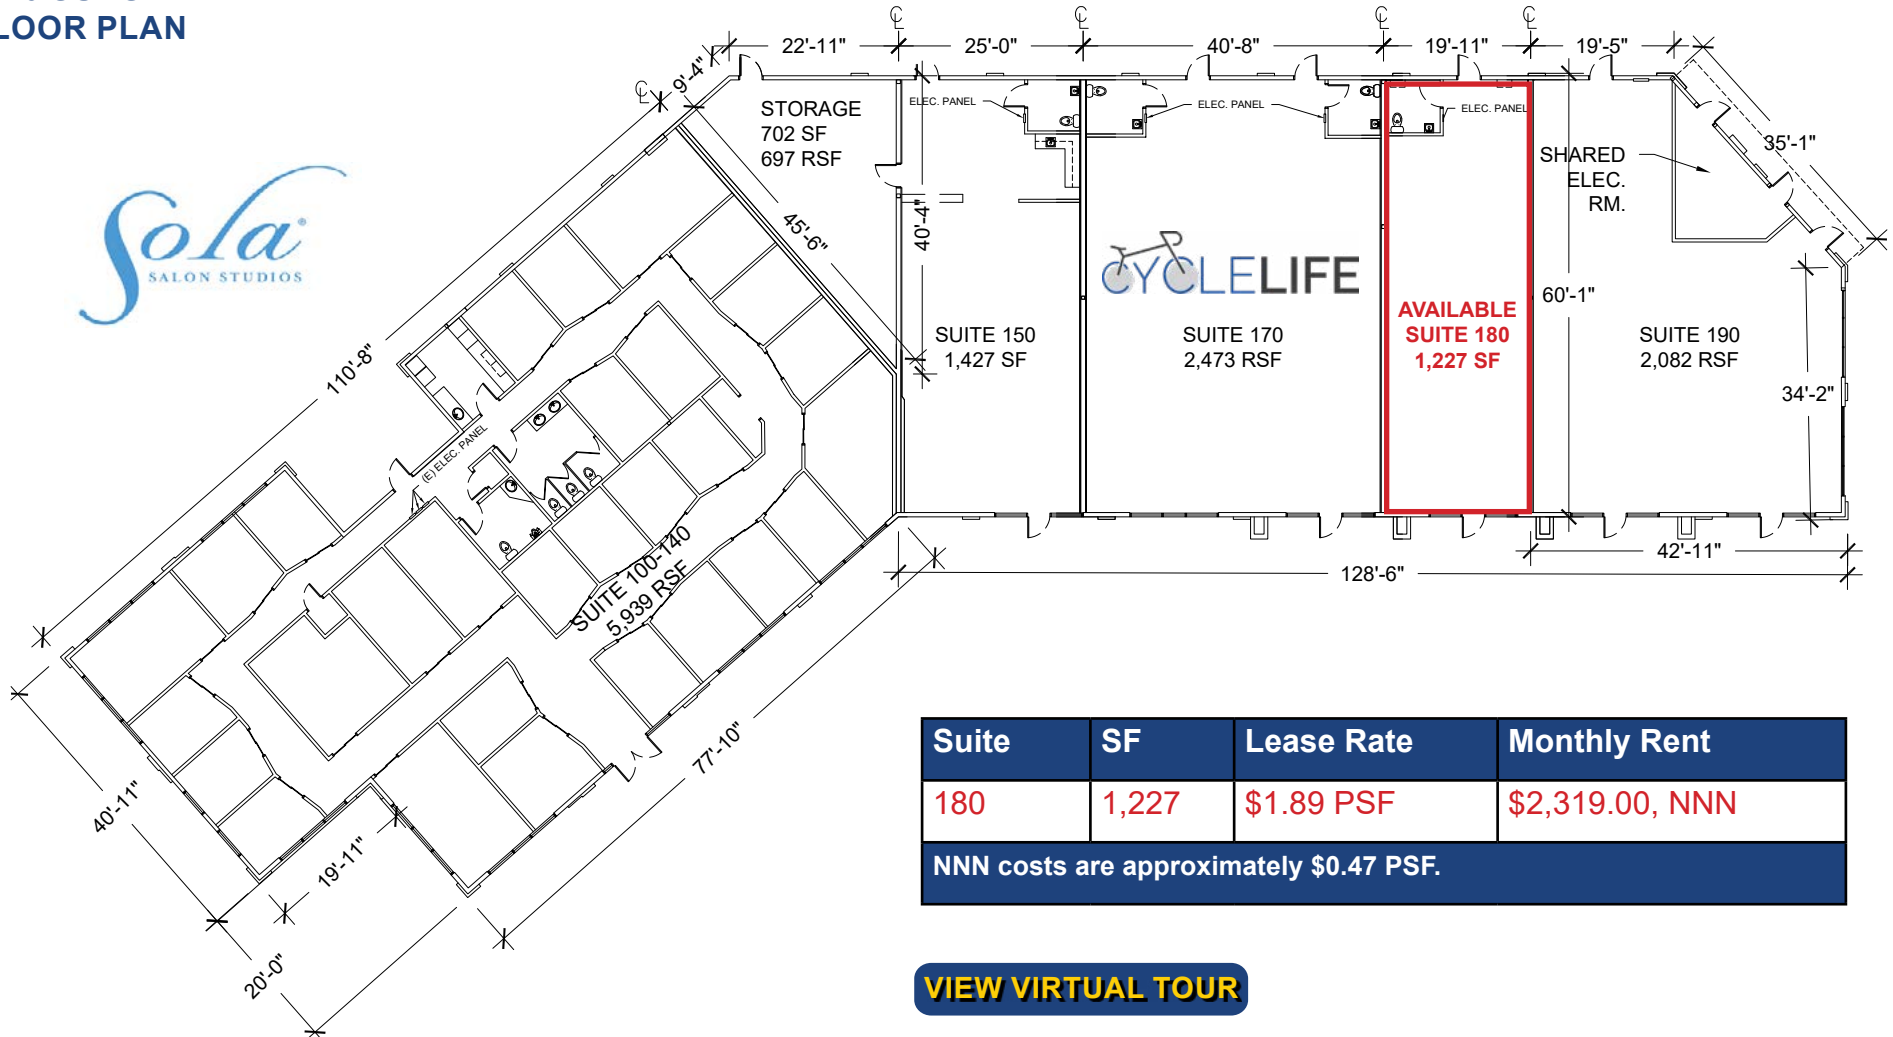 LOOR PLAN
22'-11"
25'-0"
40'-8"
19'-11"
19'-5"
9'-4"
STORAGE
702 SF
697 RSF
ELEC. PANEL
ELEC. PANEL
ELEC. PANEL
35'-1"
SHARED
ELEC.
RM.
Sola®
SALON STUDIOS
45'-6"
40'-4"
CYCLELIFE
60'-1"
AVAILABLE
SUITE 180
1,227 SF
SUITE 150
1,427 SF
SUITE 170
2,473 RSF
SUITE 190
2,082 RSF
34'-2"
110'-8"
(E) ELEC. PANEL
SUITE 100-140
5,939 RSF
42'-11"
128'-6"
77'-10"
40'-11"
19'-11"
20'-0"
Suite SF Lease Rate Monthly Rent
180 1,227 $1.89 PSF $2,319.00, NNN
NNN costs are approximately $0.47 PSF.
VIEW VIRTUAL TOUR